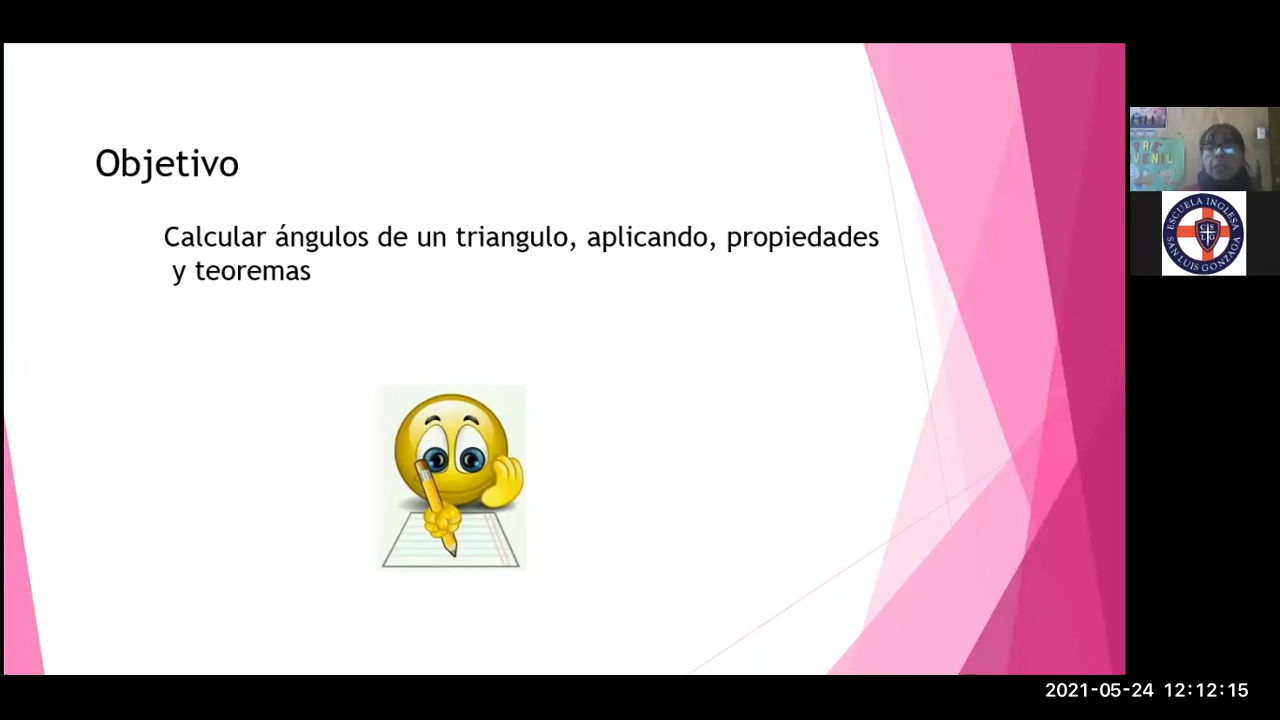 Objetivo
Calcular ángulos de un triangulo, aplicando, propiedades
y teoremas
ESCUELA INGLESA
SAN LUIS GONZAGA
2021-05-24 12:12:15